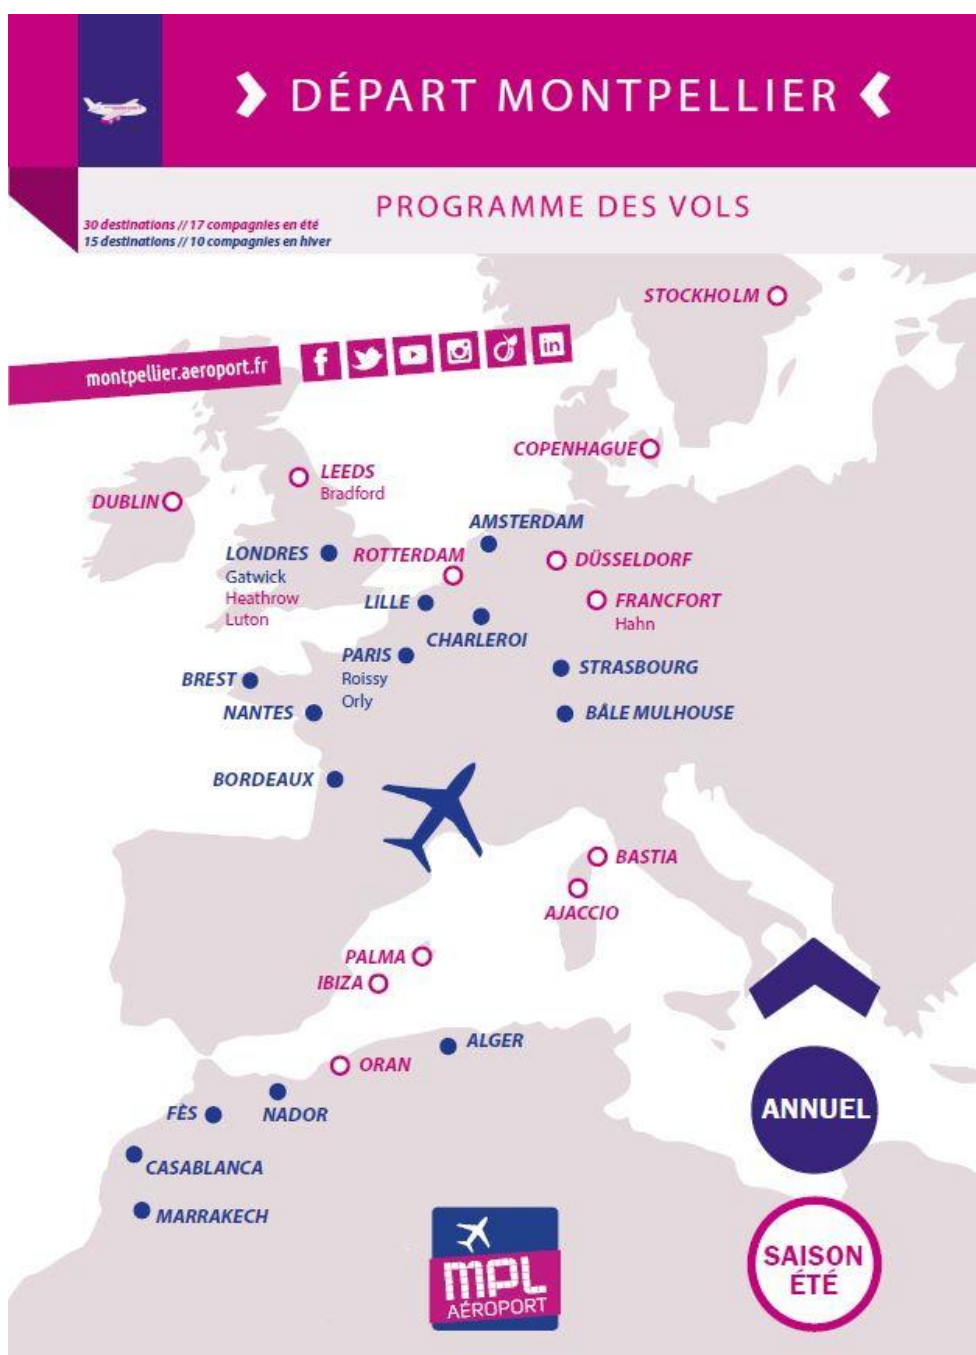 DÉPART MONTPELLIER
PROGRAMME DES VOLS
30 destinations // 17 compagnies en été
15 destinations // 10 compagnies en hiver
STOCKHOLM
montpellier.aeroport.fr
in
COPENHAGUE
LEEDS
Bradford
DUBLIN
AMSTERDAM
LONDRES
Gatwick
Heathrow
Luton
ROTTERDAM
DÜSSELDORF
LILLE
FRANCFORT
Hahn
CHARLEROI
PARIS
Roissy
Orly
STRASBOURG
BREST
NANTES
BÂLE MULHOUSE
BORDEAUX
BASTIA
AJACCIO
PALMA
IBIZA
ALGER
ORAN
FÈS
NADOR
ANNUEL
CASABLANCA
MARRAKECH
SAISON
ÉTÉ
MPL
AÉROPORT